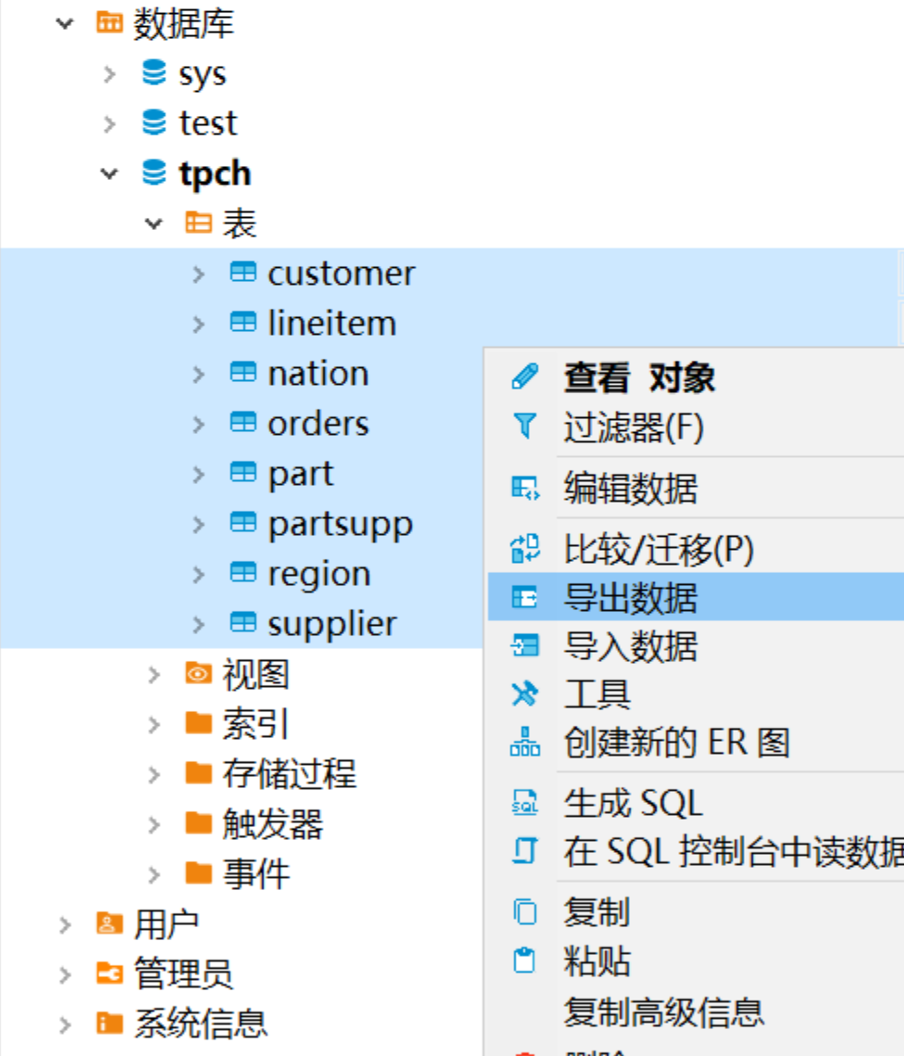 数据库
sys
test
tpch
表
customer
lineitem
nation
orders
part
partsupp
region
supplier
视图
索引
存储过程
触发器
事件
用户
管理员
系统信息
查看 对象
过滤器(F)
编辑数据
比较/迁移(P)
导出数据
导入数据
工具
创建新的 ER 图
生成 SQL
在 SQL 控制台中读数据
复制
粘贴
复制高级信息